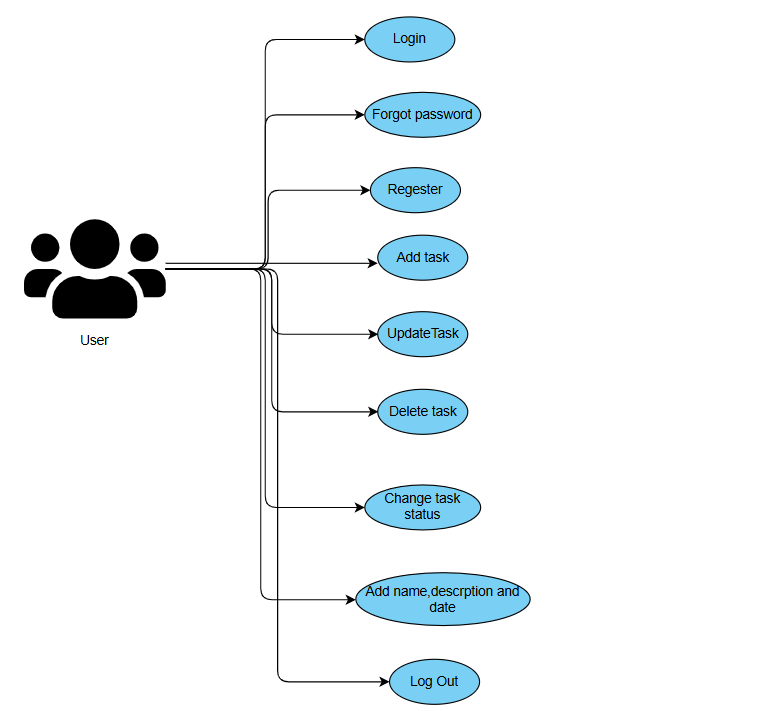 Login
Forgot password
Regester
Add task
User
UpdateTask
Delete task
Change task
status
Add name,descrption and
date
Log Out